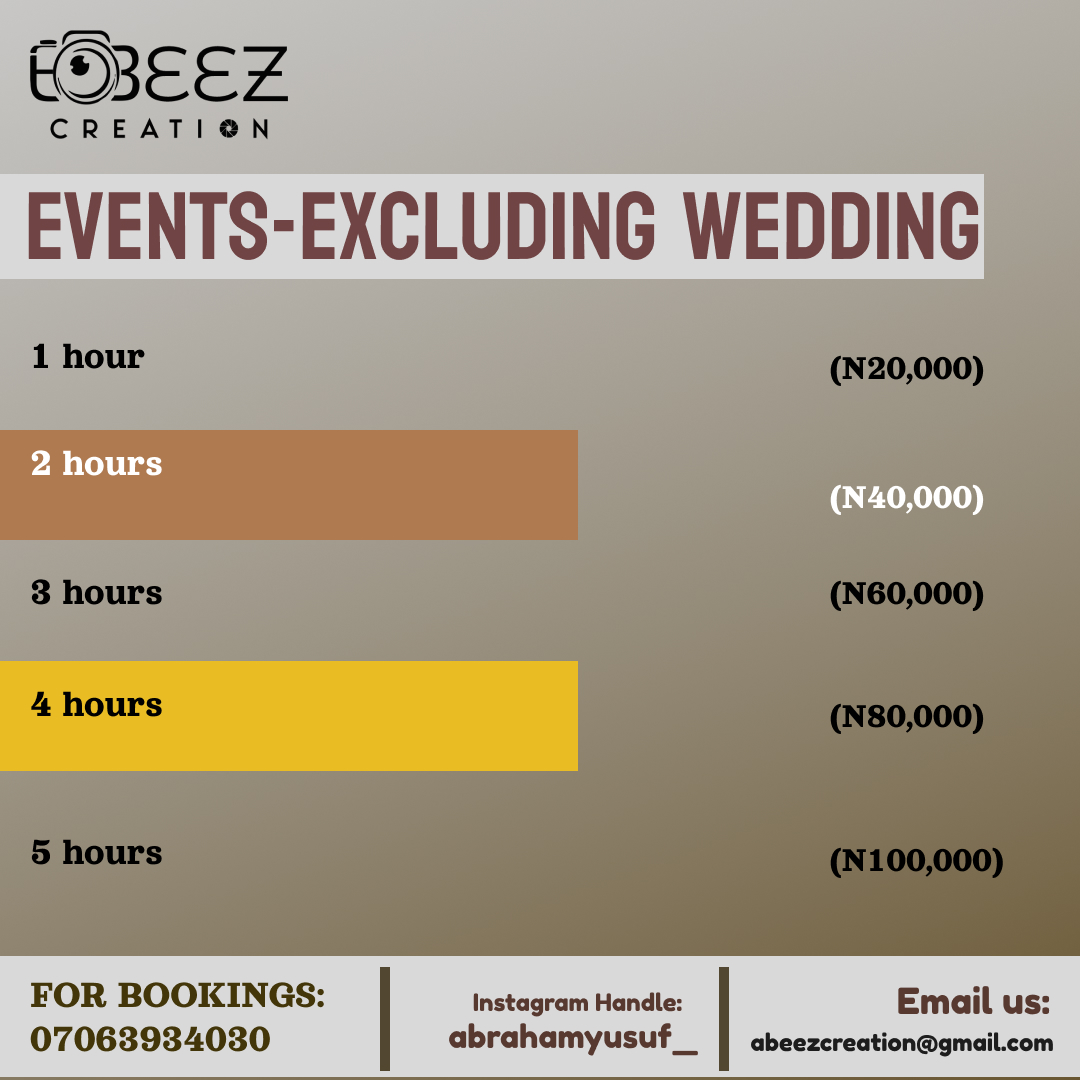 EOBEEZ
CREATION
EVENTS-EXCLUDING WEDDING
1 hour (N20,000)
2 hours (N40,000)
3 hours (N60,000)
4 hours (N80,000)
5 hours (N100,000)
FOR BOOKINGS:
07063934030
Instagram Handle:
abrahamyusuf_
Email us:
abeezcreation@gmail.com